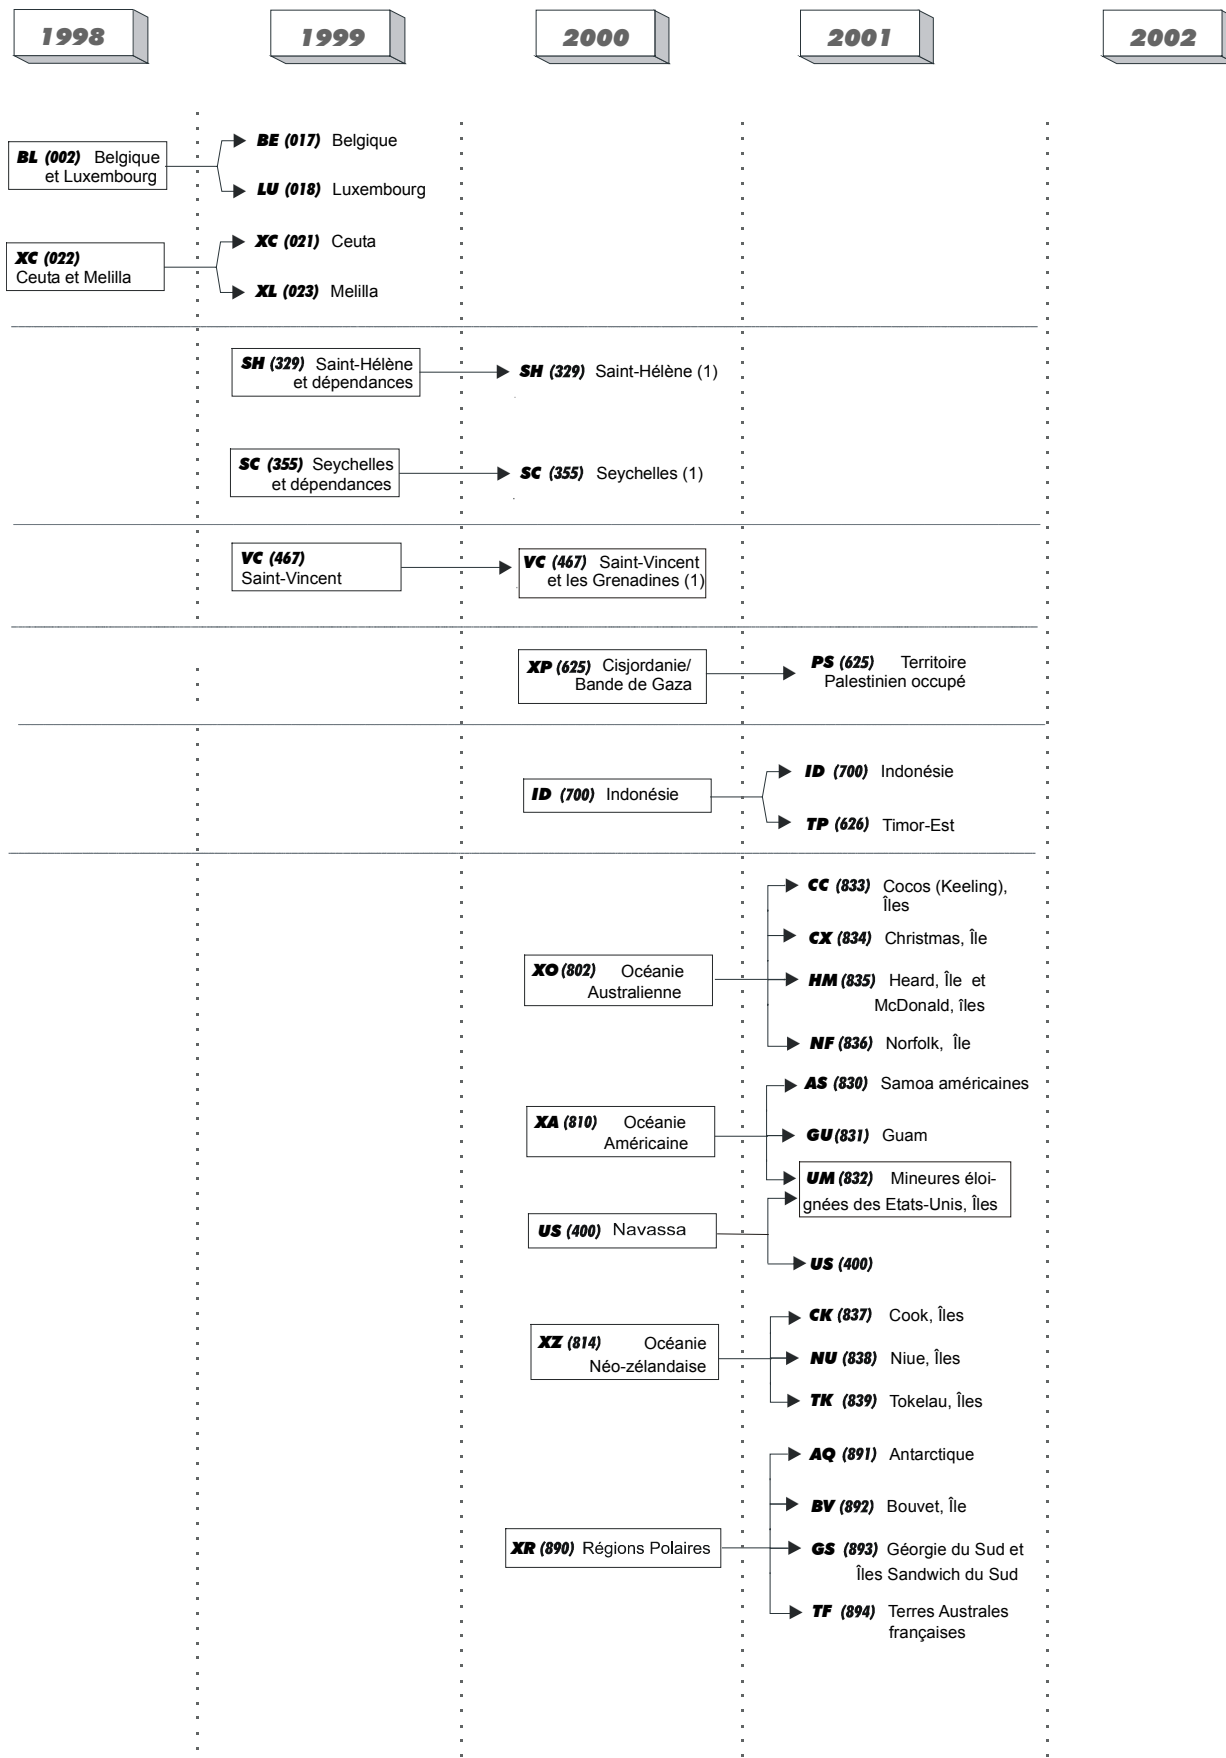 1998 1999 2000 2001 2002
BE (017) Belgique
BL (002) Belgique
et Luxembourg
LU (018) Luxembourg
XC (021) Ceuta
XC (022)
Ceuta et Melilla
XL (023) Melilla
SH (329) Saint-Hélène
et dépendances
SH (329) Saint-Hélène (1)
SC (355) Seychelles
et dépendances
SC (355) Seychelles (1)
VC (467)
Saint-Vincent
VC (467) Saint-Vincent
et les Grenadines (1)
XP (625) Cisjordanie/
Bande de Gaza
PS (625) Territoire
Palestinien occupé
ID (700) Indonésie
ID (700) Indonésie
TP (626) Timor-Est
CC (833) Cocos (Keeling),
Îles
CX (834) Christmas, Île
XO (802) Océanie
Australienne
HM (835) Heard, Île et
McDonald, îles
NF (836) Norfolk, Île
AS (830) Samoa américaines
XA (810) Océanie
Américaine
GU (831) Guam
UM (832) Mineures éloi-
gnées des Etats-Unis, Îles
US (400) Navassa
US (400)
CK (837) Cook, Îles
XZ (814) Océanie
Néo-zélandaise
NU (838) Niue, Îles
TK (839) Tokelau, Îles
AQ (891) Antarctique
BV (892) Bouvet, Île
XR (890) Régions Polaires
GS (893) Géorgie du Sud et
Îles Sandwich du Sud
TF (894) Terres Australes
françaises